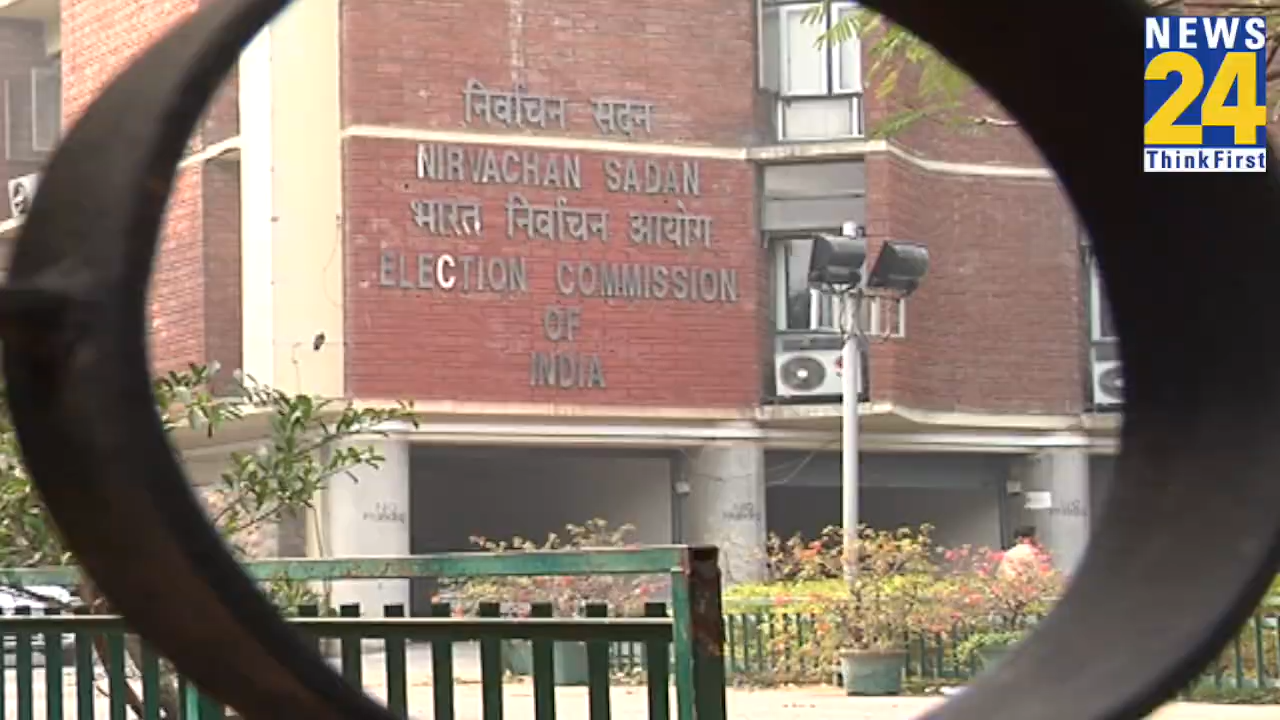 निर्वाचन सदन
NIRVACHAN SADAN
भारत निर्वाचन आयोग
ELECTION COMMISSION
OF
INDIA
NEWS
24
ThinkFirst